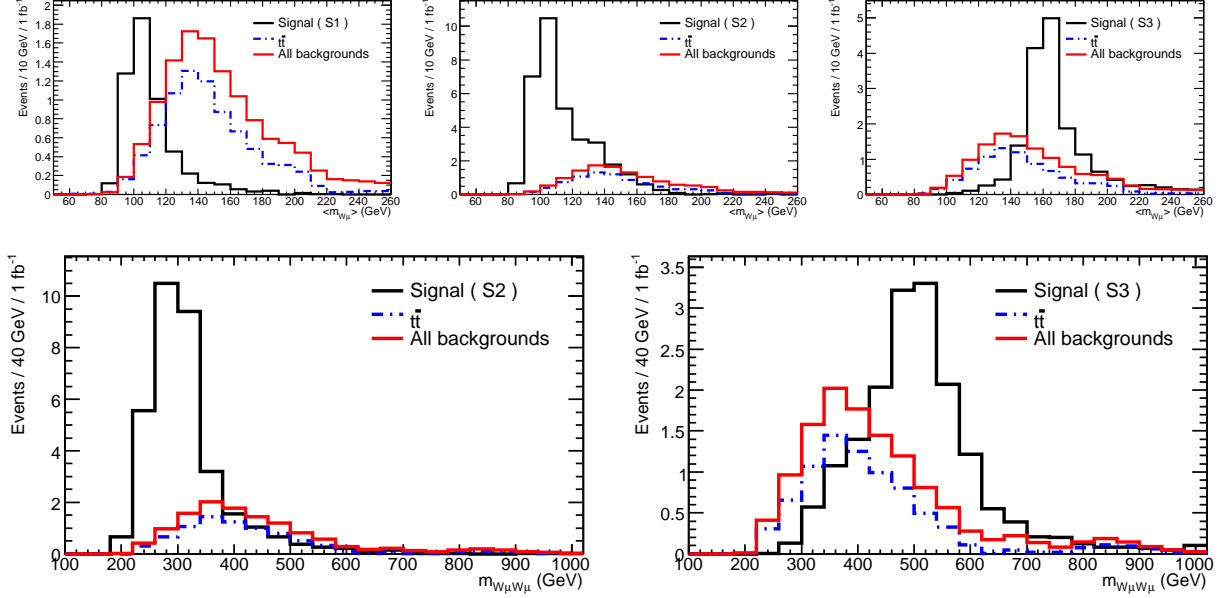 Events / 10 GeV / 1 fb⁻¹
2
1.8
1.6
1.4
1.2
1
0.8
0.6
0.4
0.2
0
Signal ( S1 )
tt̄
All backgrounds
60 80 100 120 140 160 180 200 220 240 260
<m_Wμ> (GeV)
Events / 10 GeV / 1 fb⁻¹
12
10
8
6
4
2
0
Signal ( S2 )
tt̄
All backgrounds
60 80 100 120 140 160 180 200 220 240 260
<m_Wμ> (GeV)
Events / 10 GeV / 1 fb⁻¹
5
4
3
2
1
0
Signal ( S3 )
tt̄
All backgrounds
60 80 100 120 140 160 180 200 220 240 260
<m_Wμ> (GeV)
Events / 40 GeV / 1 fb⁻¹
10
8
6
4
2
0
Signal ( S2 )
tt̄
All backgrounds
100 200 300 400 500 600 700 800 900 1000
m_WμWμ (GeV)
Events / 40 GeV / 1 fb⁻¹
3.5
3
2.5
2
1.5
1
0.5
0
Signal ( S3 )
tt̄
All backgrounds
100 200 300 400 500 600 700 800 900 1000
m_WμWμ (GeV)